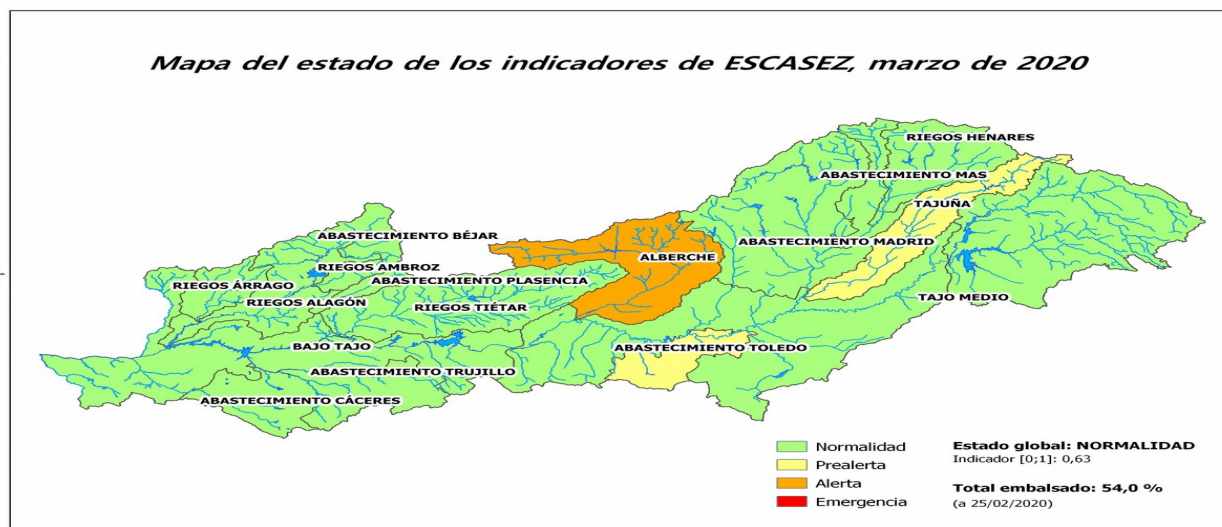 Mapa del estado de los indicadores de ESCASEZ, marzo de 2020
RIEGOS HENARES
ABASTECIMIENTO MAS
TAJUÑA
ABASTECIMIENTO BÉJAR
ABASTECIMIENTO MADRID
ALBERCHE
RIEGOS AMBROZ
ABASTECIMIENTO PLASENCIA
RIEGOS ÁRRAGO
RIEGOS ALAGÓN
RIEGOS TIÉTAR
TAJO MEDIO
BAJO TAJO
ABASTECIMIENTO TOLEDO
ABASTECIMIENTO TRUJILLO
ABASTECIMIENTO CÁCERES
Normalidad
Prealerta
Alerta
Emergencia
Estado global: NORMALIDAD
Indicador [0;1]: 0,63
Total embalsado: 54,0 %
(a 25/02/2020)